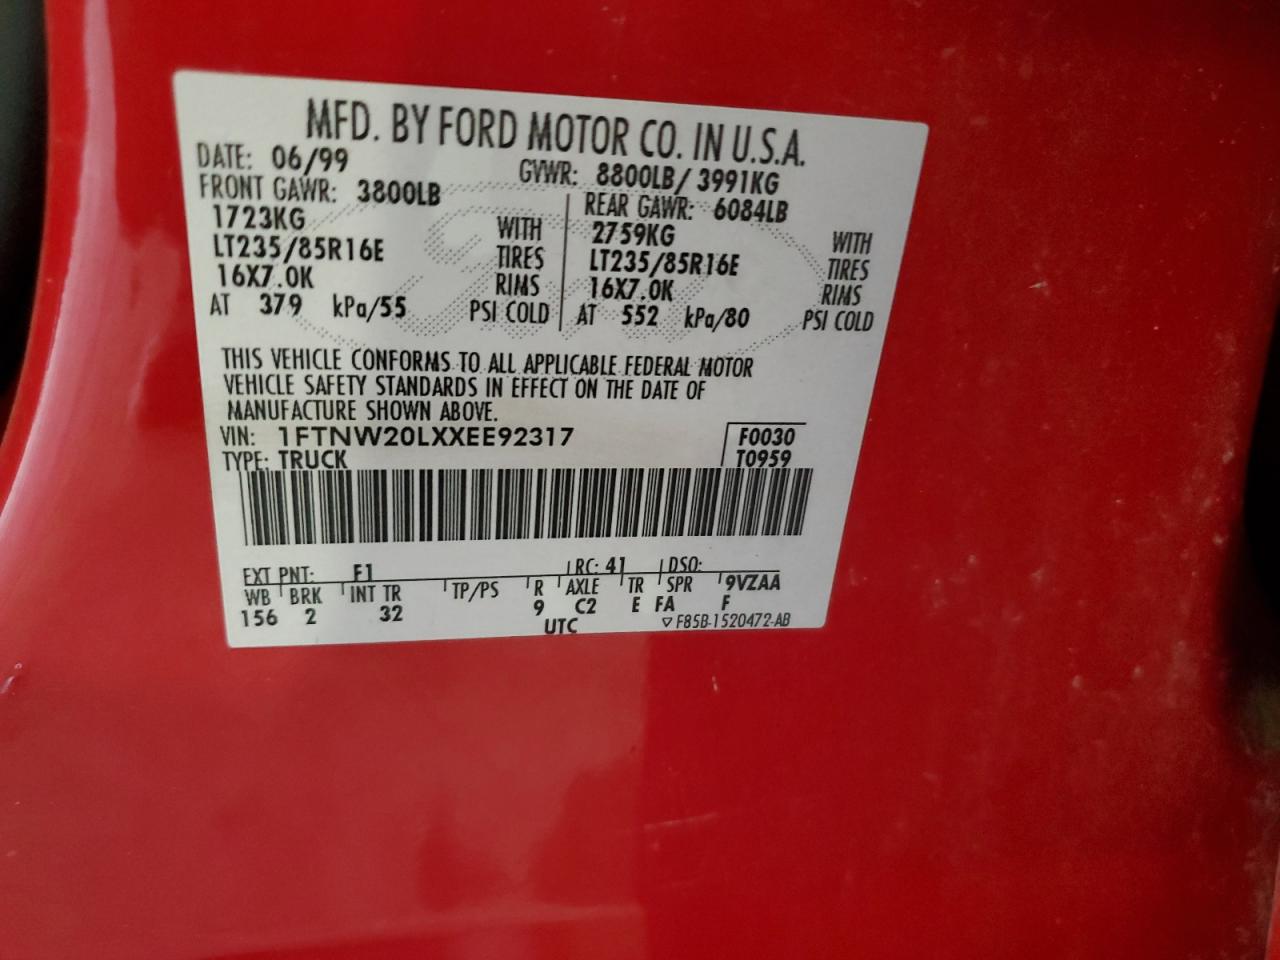 MFD. BY FORD MOTOR CO. IN U.S.A.
DATE: 06/99 GVWR: 8800LB/ 3991KG
FRONT GAWR: 3800LB REAR GAWR: 6084LB
1723KG WITH 2759KG WITH
LT235/85R16E TIRES LT235/85R16E TIRES
16X7.0K RIMS 16X7.0K RIMS
AT 379 kPa/55 PSI COLD AT 552 kPa/80 PSI COLD
THIS VEHICLE CONFORMS TO ALL APPLICABLE FEDERAL MOTOR
VEHICLE SAFETY STANDARDS IN EFFECT ON THE DATE OF
MANUFACTURE SHOWN ABOVE.
VIN: 1FTNW20LXXEE92317 F0030
TYPE: TRUCK T0959
EXT PNT: F1 RC: 41 DSO:
WB BRK INT TR TP/PS R AXLE TR SPR 9VZAA
156 2 32 9 C2 E FA F
UTC ▽ F85B-1520472-AB